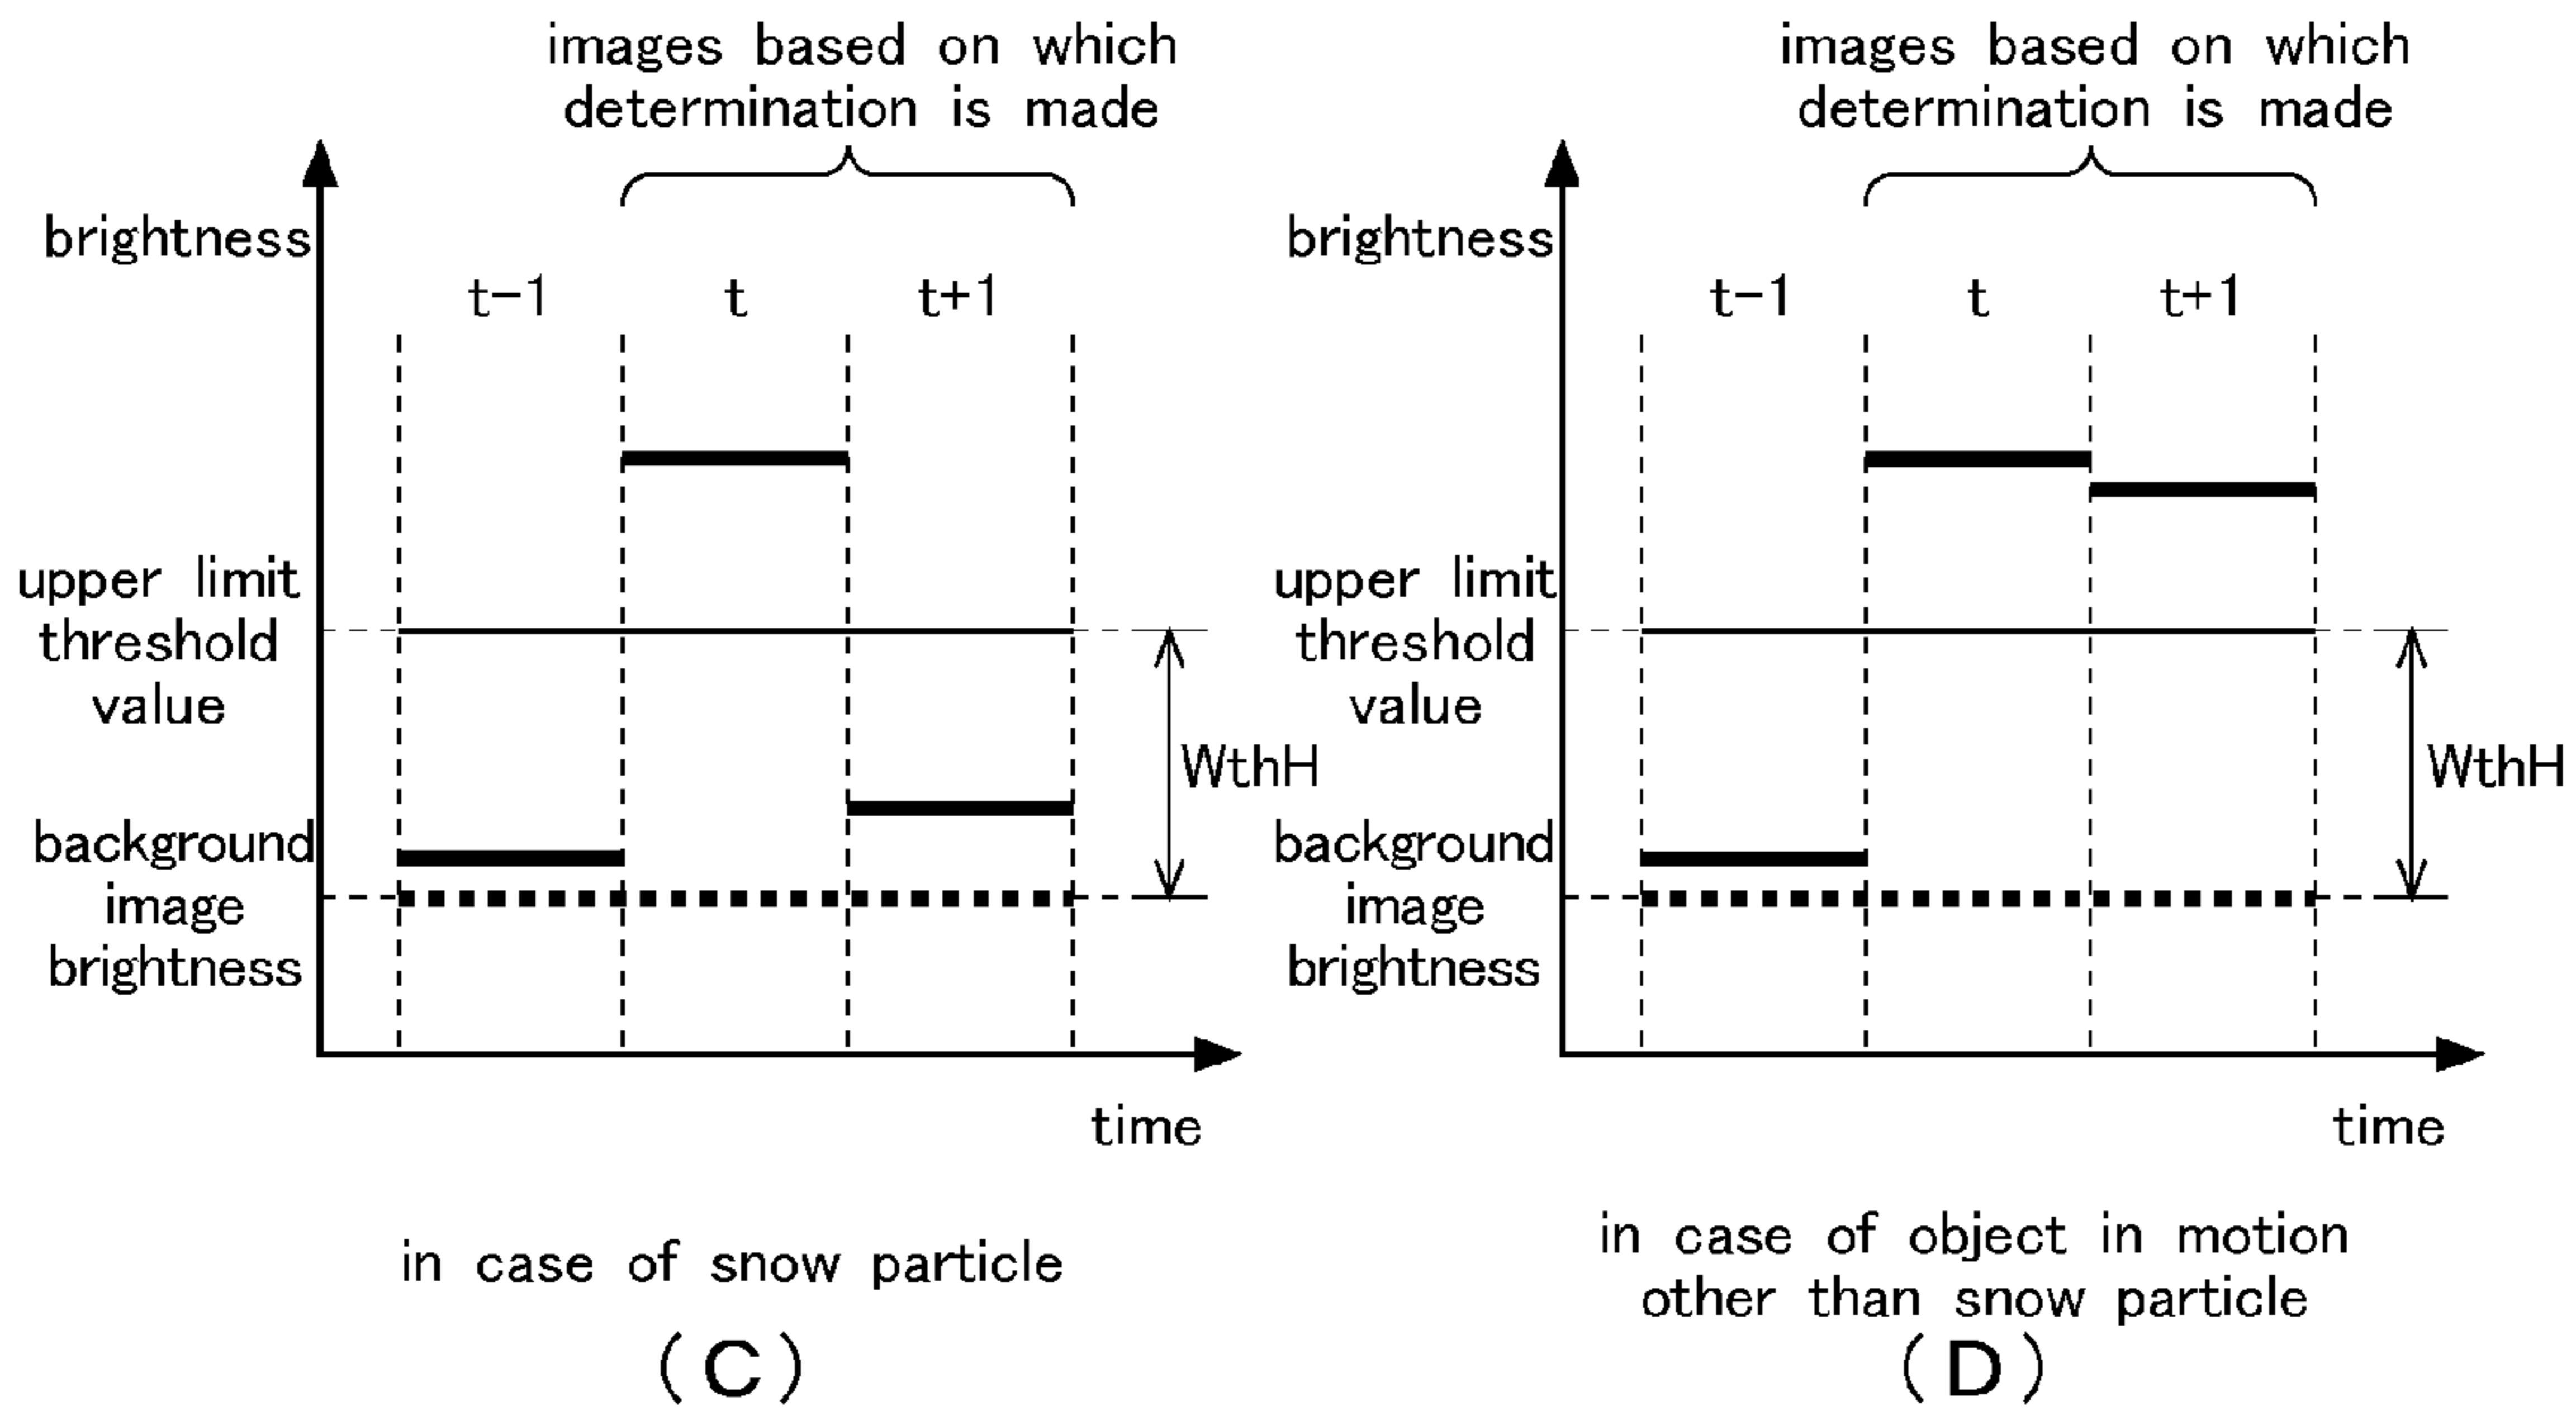 images based on which
determination is made
brightness
t-1
t
t+1
upper limit
threshold
value
WthH
background
image
brightness
time
in case of snow particle
(C)
images based on which
determination is made
brightness
t-1
t
t+1
upper limit
threshold
value
WthH
background
image
brightness
time
in case of object in motion
other than snow particle
(D)